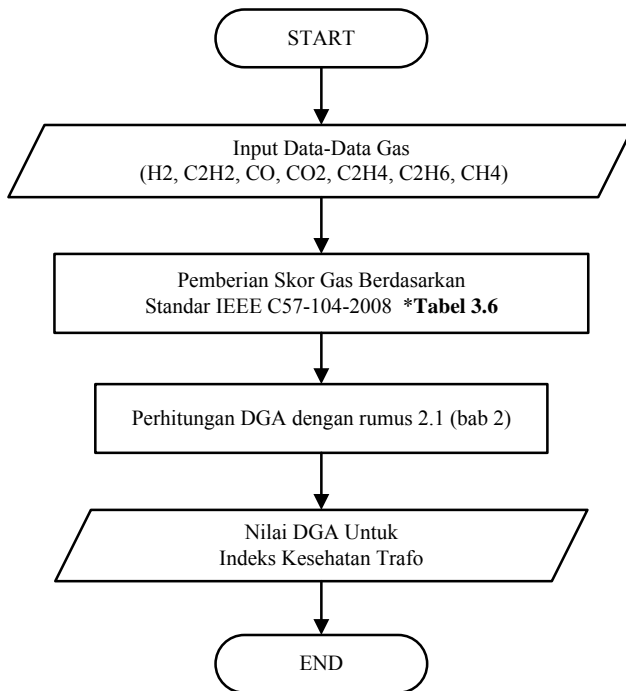 START
Input Data-Data Gas
(H2, C2H2, CO, CO2, C2H4, C2H6, CH4)
Pemberian Skor Gas Berdasarkan
Standar IEEE C57-104-2008 *Tabel 3.6
Perhitungan DGA dengan rumus 2.1 (bab 2)
Nilai DGA Untuk
Indeks Kesehatan Trafo
END